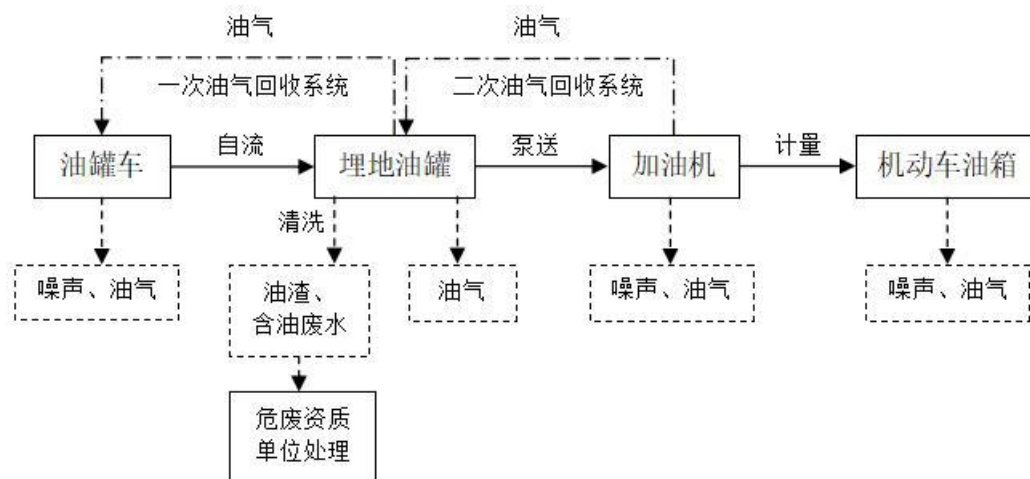 油气
油气
一次油气回收系统
二次油气回收系统
油罐车
自流
埋地油罐
泵送
加油机
计量
机动车油箱
清洗
噪声、油气
油渣、
含油废水
油气
噪声、油气
噪声、油气
危废资质
单位处理